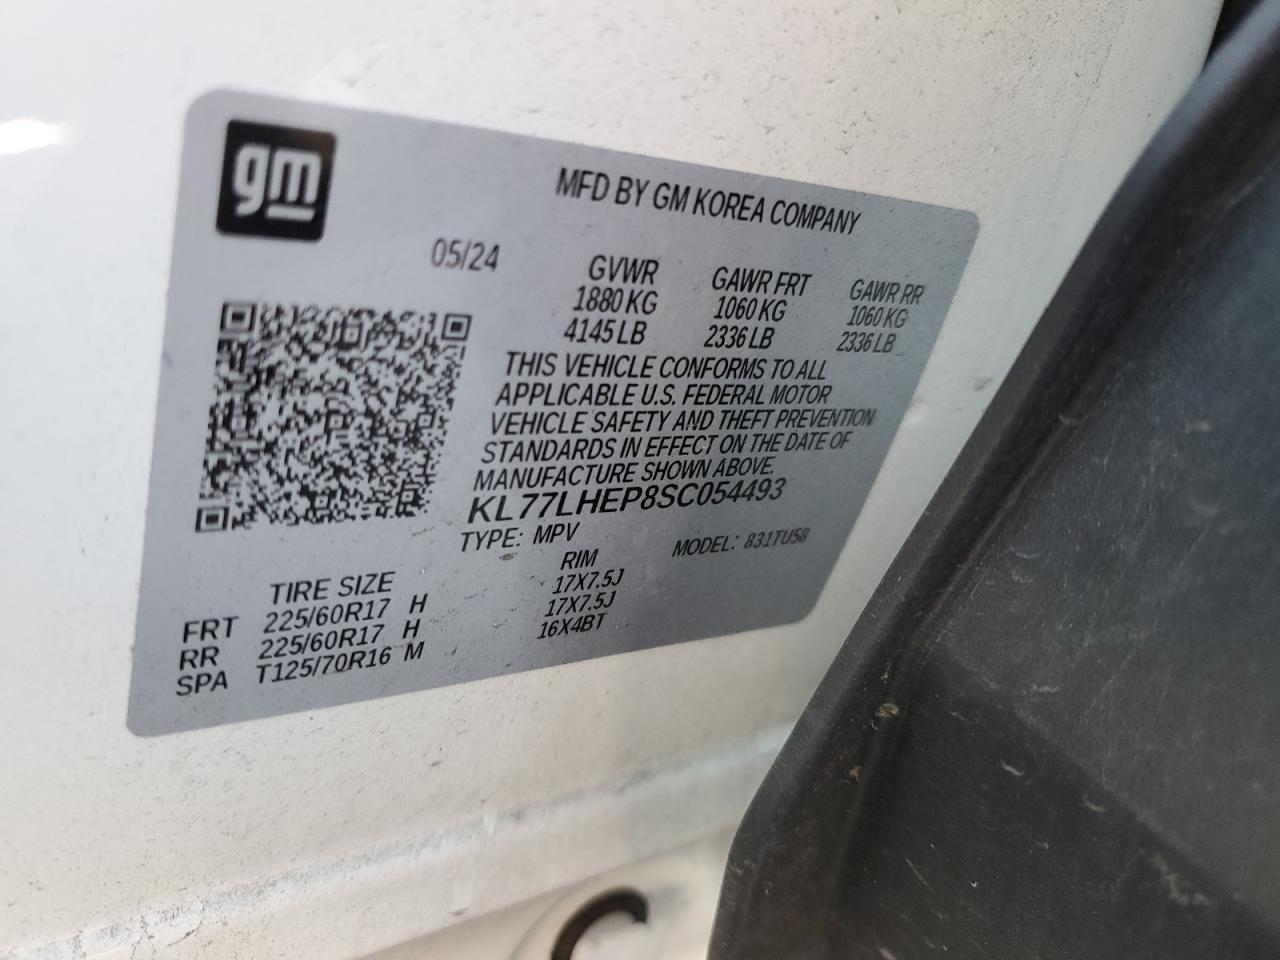 gm
MFD BY GM KOREA COMPANY
05/24
GVWR GAWR FRT GAWR RR
1880 KG 1060 KG 1060 KG
4145 LB 2336 LB 2336 LB
THIS VEHICLE CONFORMS TO ALL
APPLICABLE U.S. FEDERAL MOTOR
VEHICLE SAFETY AND THEFT PREVENTION
STANDARDS IN EFFECT ON THE DATE OF
MANUFACTURE SHOWN ABOVE.
KL77LHEP8SC054493
TYPE: MPV MODEL: 831TU58
TIRE SIZE RIM
FRT 225/60R17 H 17X7.5J
RR 225/60R17 H 17X7.5J
SPA T125/70R16 M 16X4BT